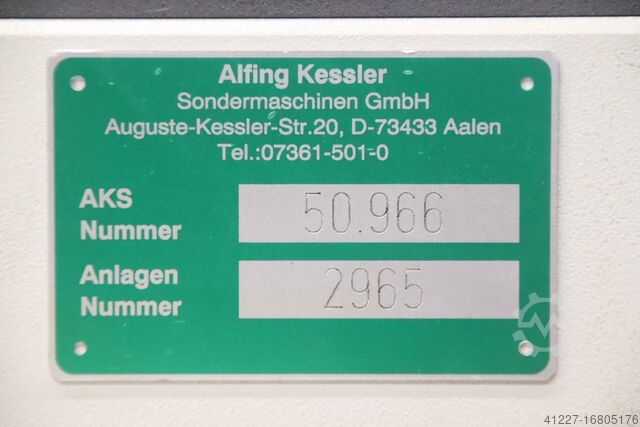 Alfing Kessler
Sondermaschinen GmbH
Auguste-Kessler-Str.20, D-73433 Aalen
Tel.:07361-501-0
AKS
Nummer
50.966
Anlagen
Nummer
2965
41227-16805176